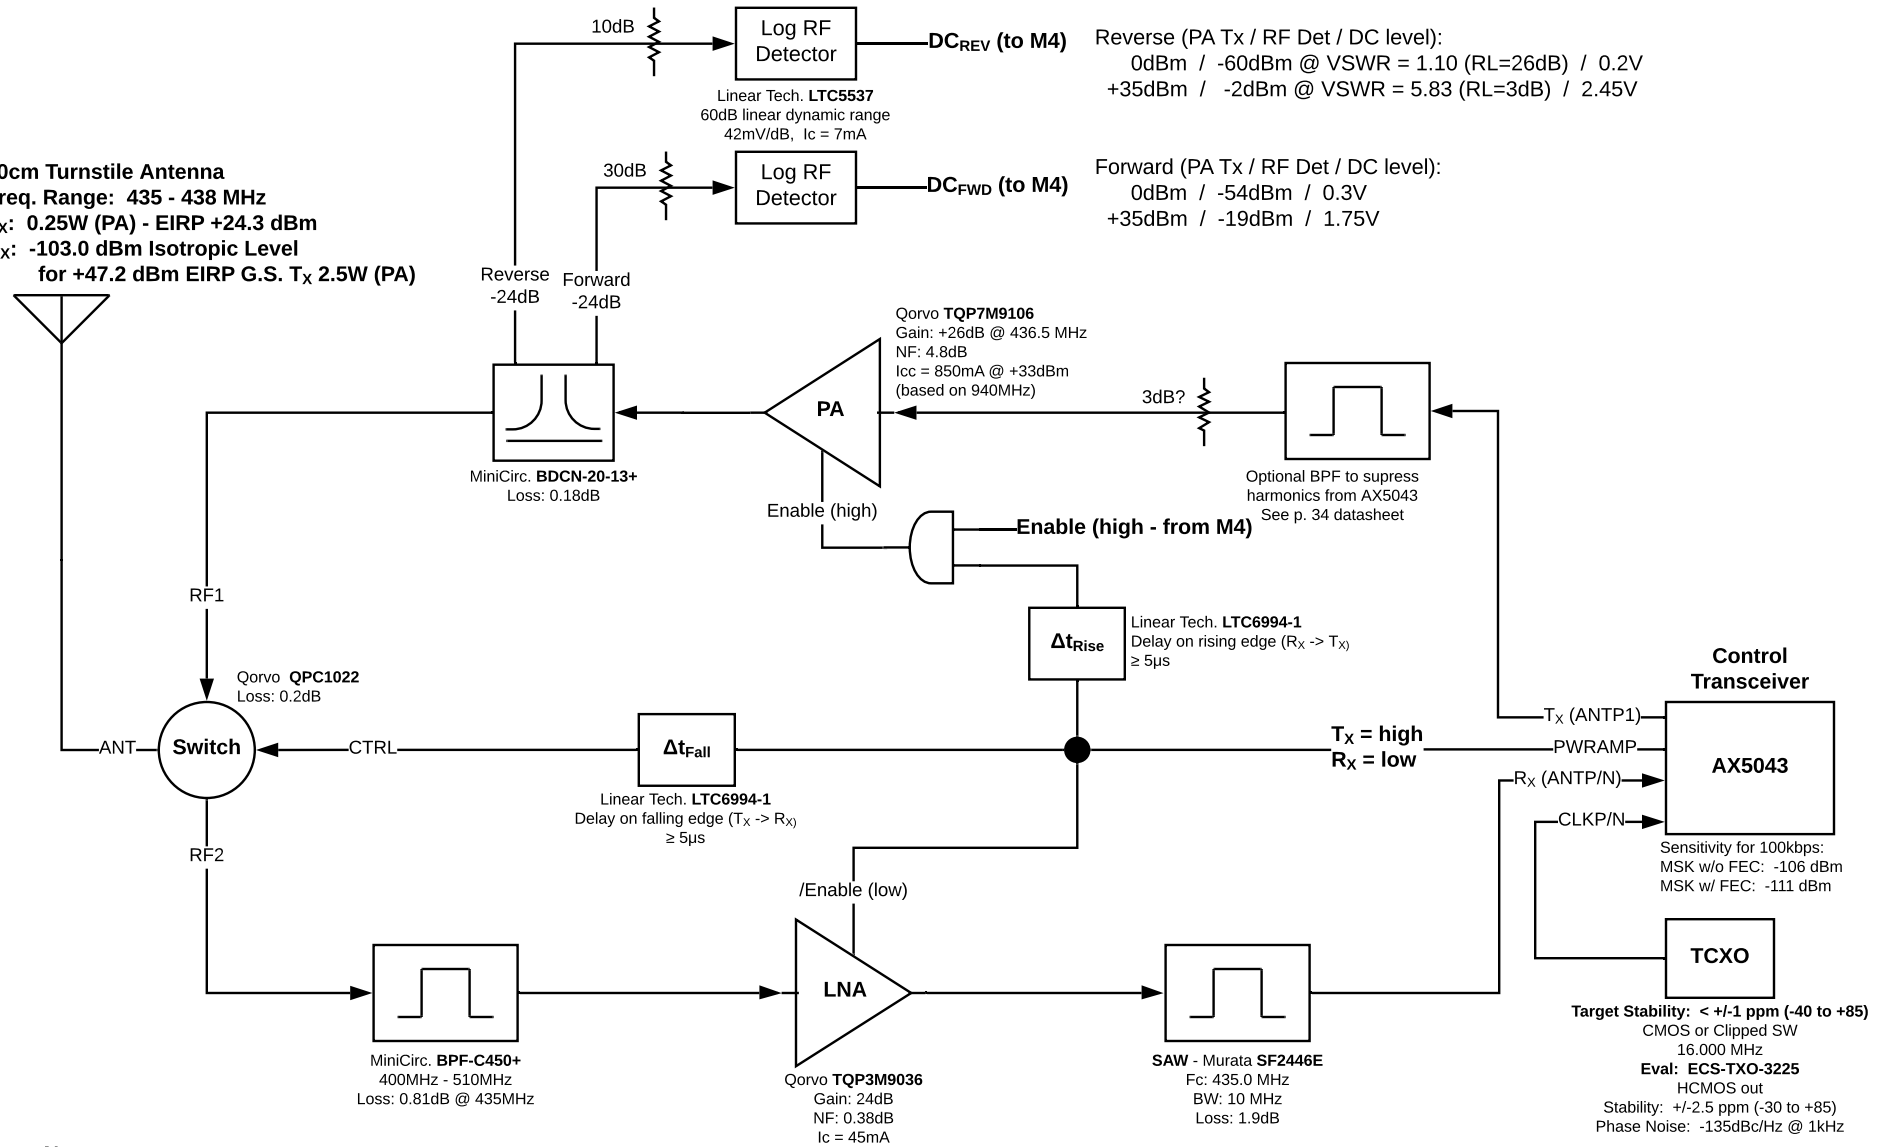 10dB
Log RF
Detector
DCREV (to M4)
Reverse (PA Tx / RF Det / DC level):
0dBm / -60dBm @ VSWR = 1.10 (RL=26dB) / 0.2V
+35dBm / -2dBm @ VSWR = 5.83 (RL=3dB) / 2.45V
Linear Tech. LTC5537
60dB linear dynamic range
42mV/dB, Ic = 7mA
30dB
Log RF
Detector
DCFWD (to M4)
Forward (PA Tx / RF Det / DC level):
0dBm / -54dBm / 0.3V
+35dBm / -19dBm / 1.75V
0cm Turnstile Antenna
req. Range: 435 - 438 MHz
X: 0.25W (PA) - EIRP +24.3 dBm
X: -103.0 dBm Isotropic Level
for +47.2 dBm EIRP G.S. TX 2.5W (PA)
Reverse
-24dB
Forward
-24dB
Qorvo TQP7M9106
Gain: +26dB @ 436.5 MHz
NF: 4.8dB
Icc = 850mA @ +33dBm
(based on 940MHz)
PA
3dB?
MiniCirc. BDCN-20-13+
Loss: 0.18dB
Optional BPF to supress
harmonics from AX5043
See p. 34 datasheet
Enable (high)
Enable (high - from M4)
RF1
ΔtRise
Linear Tech. LTC6994-1
Delay on rising edge (RX -> TX)
≥ 5μs
Qorvo QPC1022
Loss: 0.2dB
Control
Transceiver
ANT
Switch
CTRL
ΔtFall
TX = high
RX = low
TX (ANTP1)
PWRAMP
RX (ANTP/N)
CLKP/N
AX5043
Linear Tech. LTC6994-1
Delay on falling edge (TX -> RX)
≥ 5μs
Sensitivity for 100kbps:
MSK w/o FEC: -106 dBm
MSK w/ FEC: -111 dBm
RF2
/Enable (low)
LNA
TCXO
MiniCirc. BPF-C450+
400MHz - 510MHz
Loss: 0.81dB @ 435MHz
Qorvo TQP3M9036
Gain: 24dB
NF: 0.38dB
Ic = 45mA
SAW - Murata SF2446E
Fc: 435.0 MHz
BW: 10 MHz
Loss: 1.9dB
Target Stability: < +/-1 ppm (-40 to +85)
CMOS or Clipped SW
16.000 MHz
Eval: ECS-TXO-3225
HCMOS out
Stability: +/-2.5 ppm (-30 to +85)
Phase Noise: -135dBc/Hz @ 1kHz